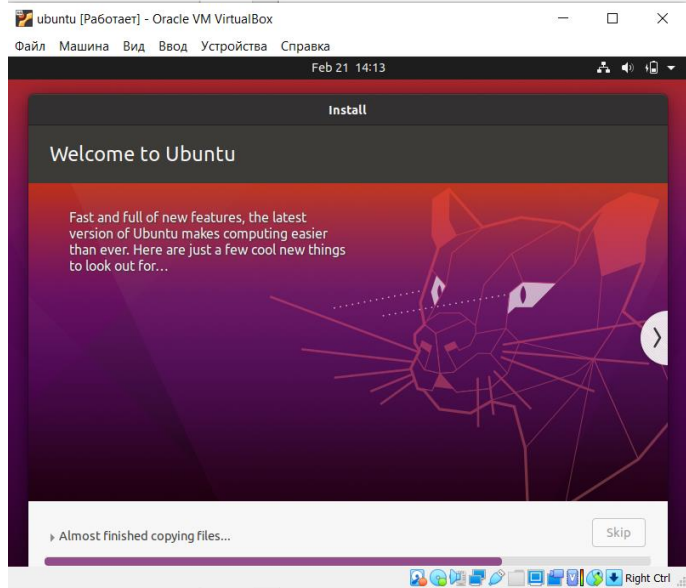 ubuntu [Работает] - Oracle VM VirtualBox
Файл Машина Вид Ввод Устройства Справка
Feb 21 14:13
Install
Welcome to Ubuntu
Fast and full of new features, the latest
version of Ubuntu makes computing easier
than ever. Here are just a few cool new things
to look out for...
Almost finished copying files...
Skip
Right Ctrl